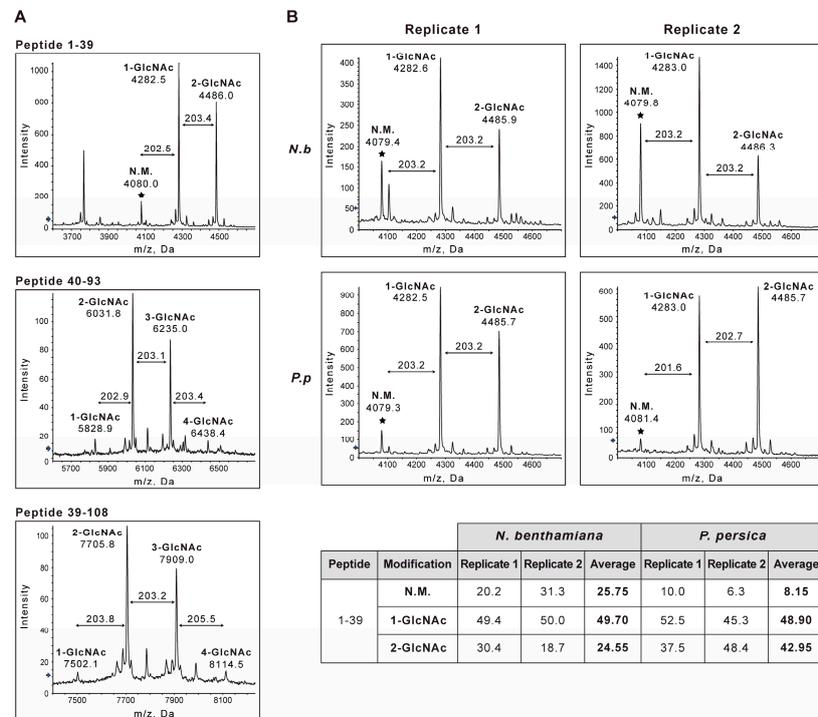 A
B
Replicate 1
Replicate 2
Peptide 1-39
Intensity
1000
800
600
400
200
0
1-GlcNAc
4282.5
2-GlcNAc
4486.0
203.4
202.5
N.M.
4080.0
3700 3900 4100 4300 4500
m/z, Da
N.b
Intensity
400
350
300
250
200
150
100
50
0
1-GlcNAc
4282.6
2-GlcNAc
4485.9
N.M.
4079.4
203.2
203.2
4100 4200 4300 4400 4500 4600
m/z, Da
Intensity
1400
1200
1000
800
600
400
200
0
1-GlcNAc
4283.0
N.M.
4079.8
2-GlcNAc
4486.3
203.2
203.2
4100 4200 4300 4400 4500 4600
m/z, Da
Peptide 40-93
Intensity
100
80
60
40
20
0
2-GlcNAc
6031.8
3-GlcNAc
6235.0
203.1
202.9
203.4
1-GlcNAc
5828.9
4-GlcNAc
6438.4
5700 5900 6100 6300 6500
m/z, Da
P.p
Intensity
900
800
700
600
500
400
300
200
100
0
1-GlcNAc
4282.5
2-GlcNAc
4485.7
203.2
203.2
N.M.
4079.3
4100 4200 4300 4400 4500 4600
m/z, Da
Intensity
600
500
400
300
200
100
0
1-GlcNAc
4283.0
2-GlcNAc
4485.7
202.7
201.6
N.M.
4081.4
4100 4200 4300 4400 4500 4600
m/z, Da
Peptide 39-108
Intensity
100
80
60
40
20
0
2-GlcNAc
7705.8
3-GlcNAc
7909.0
203.2
203.8
205.5
1-GlcNAc
7502.1
4-GlcNAc
8114.5
7500 7700 7900 8100
m/z, Da
N. benthamiana P. persica
Peptide Modification Replicate 1 Replicate 2 Average Replicate 1 Replicate 2 Average
1-39
N.M. 20.2 31.3 25.75 10.0 6.3 8.15
1-GlcNAc 49.4 50.0 49.70 52.5 45.3 48.90
2-GlcNAc 30.4 18.7 24.55 37.5 48.4 42.95